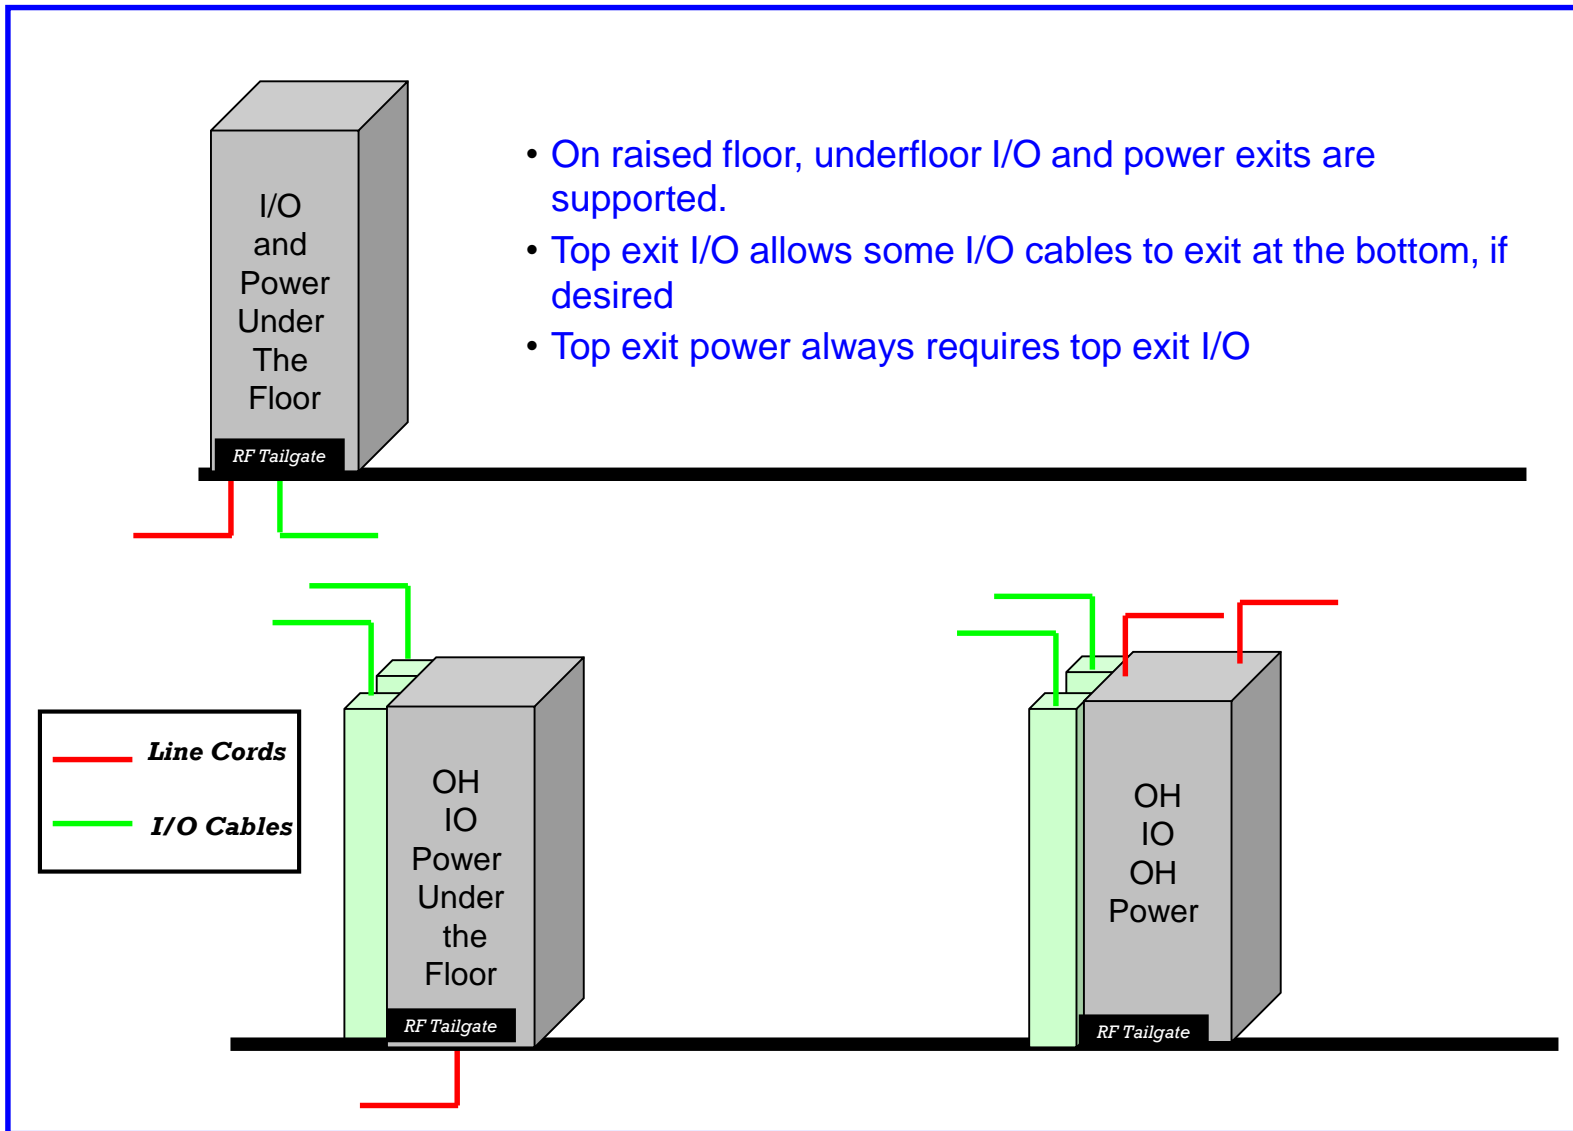 I/O
and
Power
Under
The
Floor
RF Tailgate
• On raised floor, underfloor I/O and power exits are
supported.
• Top exit I/O allows some I/O cables to exit at the bottom, if
desired
• Top exit power always requires top exit I/O
Line Cords
I/O Cables
OH
IO
Power
Under
the
Floor
RF Tailgate
OH
IO
OH
Power
RF Tailgate